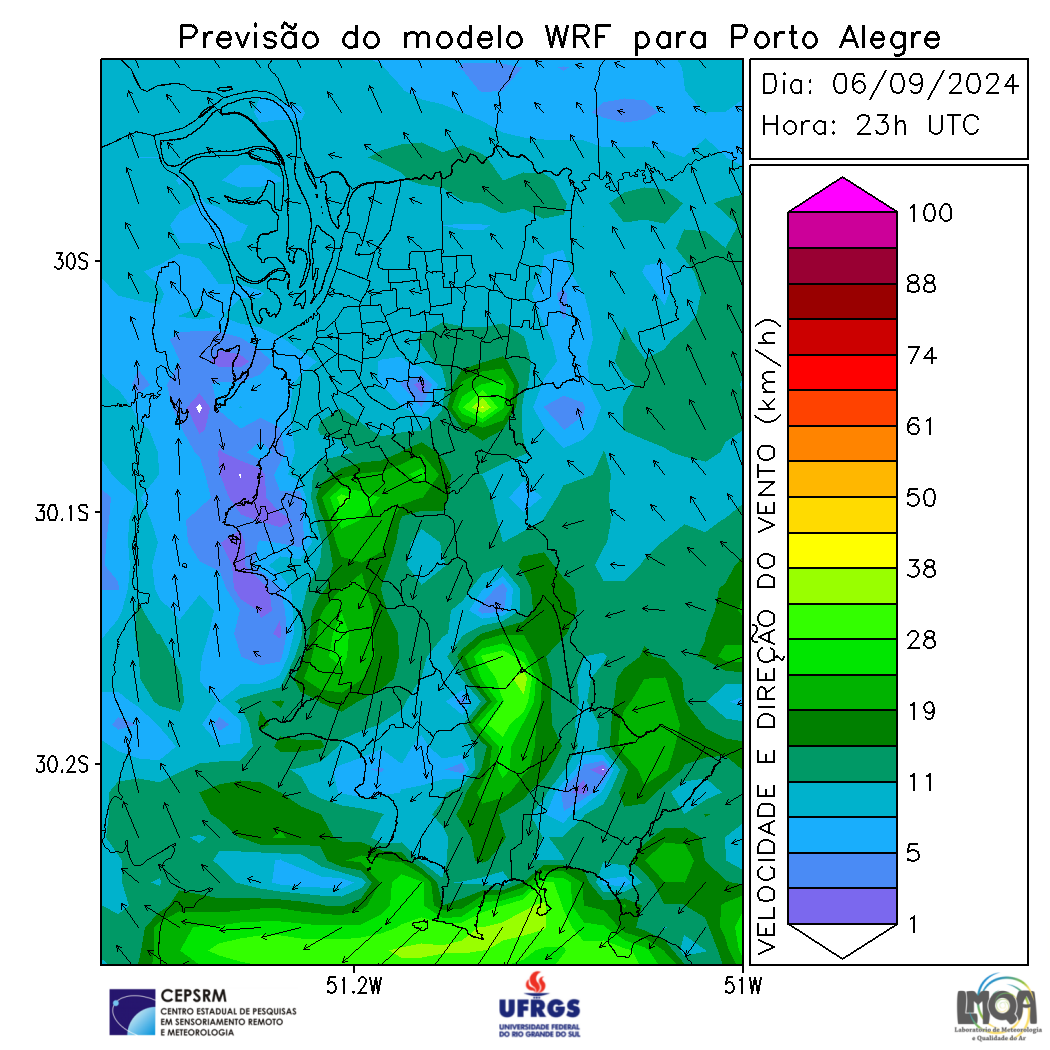 Previsão do modelo WRF para Porto Alegre
Dia: 06/09/2024
Hora: 23h UTC
30S
30.1S
30.2S
51.2W
51W
VELOCIDADE E DIREÇÃO DO VENTO (km/h)
100
88
74
61
50
38
28
19
11
5
1
CEPSRM
CENTRO ESTADUAL DE PESQUISAS
EM SENSORIAMENTO REMOTO
E METEOROLOGIA
UFRGS
UNIVERSIDADE FEDERAL
DO RIO GRANDE DO SUL
LMQA
Laboratório de Meteorologia
e Qualidade do Ar